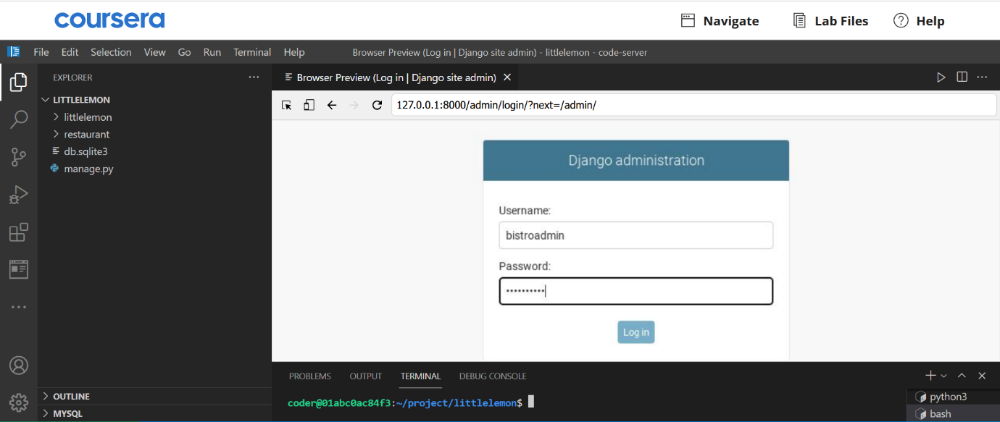 coursera
Navigate
Lab Files
Help
File Edit Selection View Go Run Terminal Help
Browser Preview (Log in | Django site admin) - littlelemon - code-server
EXPLORER
Browser Preview (Log in | Django site admin)
LITTLELEMON
littlelemon
restaurant
db.sqlite3
manage.py
127.0.0.1:8000/admin/login/?next=/admin/
Django administration
Username:
bistroadmin
Password:
••••••••••
Log in
PROBLEMS OUTPUT TERMINAL DEBUG CONSOLE
coder@01abc0ac84f3:~/project/littlelemon$
python3
bash
OUTLINE
MYSQL